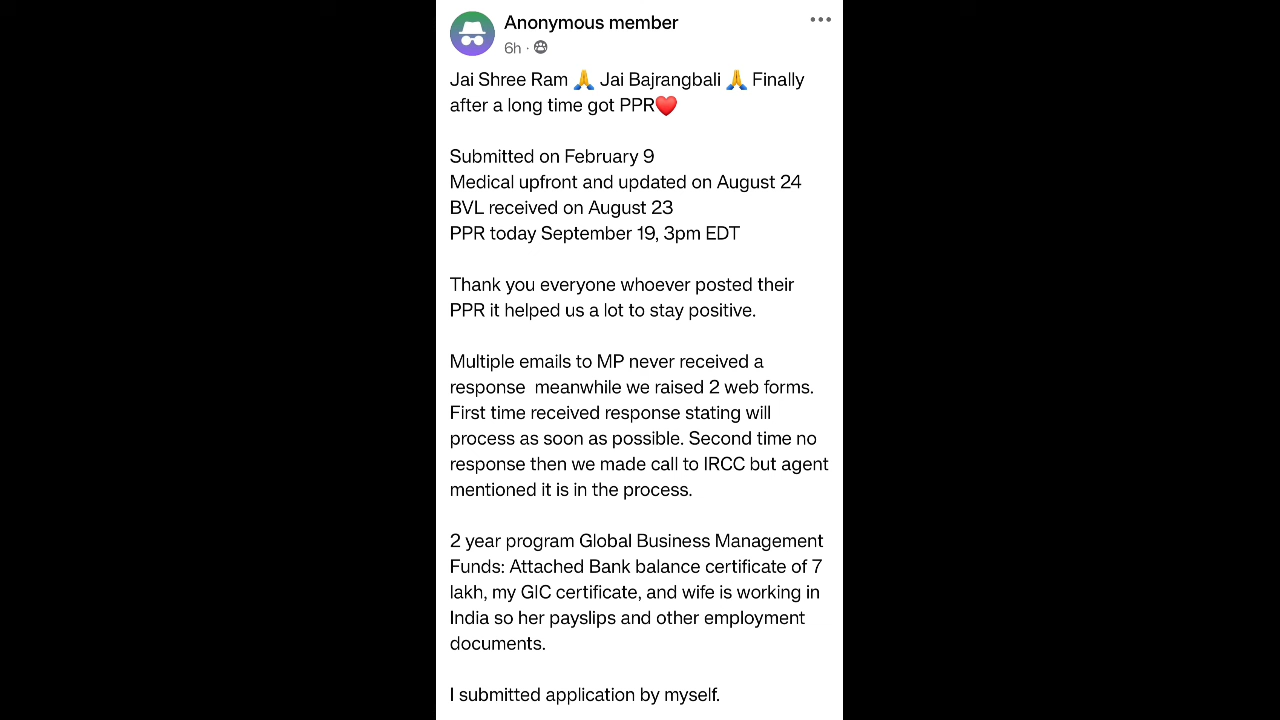 Anonymous member
6h ·
Jai Shree Ram 🙏 Jai Bajrangbali 🙏 Finally
after a long time got PPR❤️
Submitted on February 9
Medical upfront and updated on August 24
BVL received on August 23
PPR today September 19, 3pm EDT
Thank you everyone whoever posted their
PPR it helped us a lot to stay positive.
Multiple emails to MP never received a
response  meanwhile we raised 2 web forms.
First time received response stating will
process as soon as possible. Second time no
response then we made call to IRCC but agent
mentioned it is in the process.
2 year program Global Business Management
Funds: Attached Bank balance certificate of 7
lakh, my GIC certificate, and wife is working in
India so her payslips and other employment
documents.
I submitted application by myself.